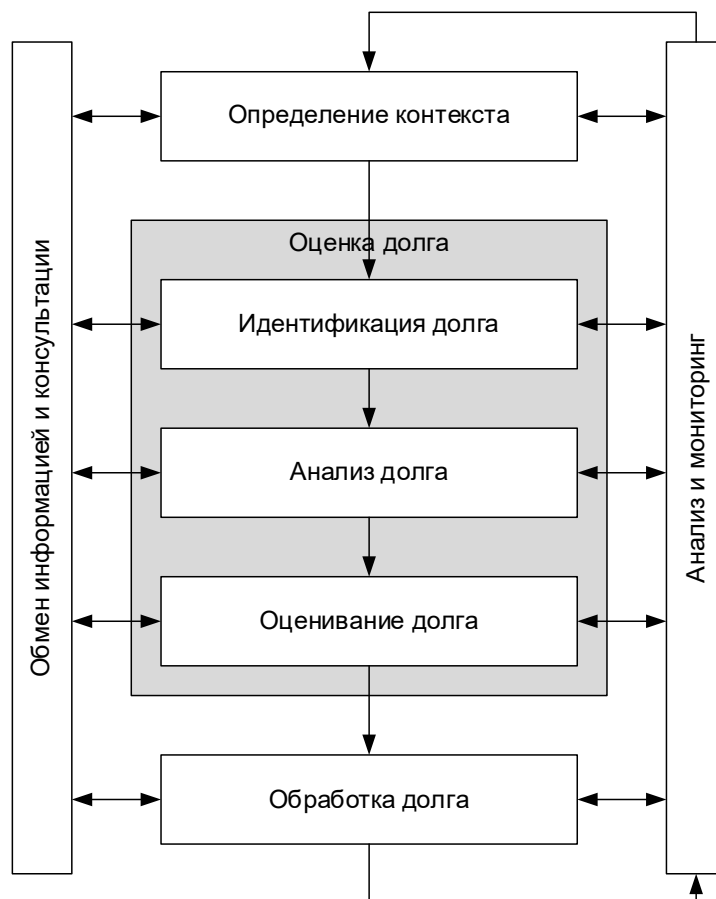 Определение контекста
Оценка долга
Идентификация долга
Анализ долга
Оценивание долга
Обработка долга
Обмен информацией и консультации
Анализ и мониторинг